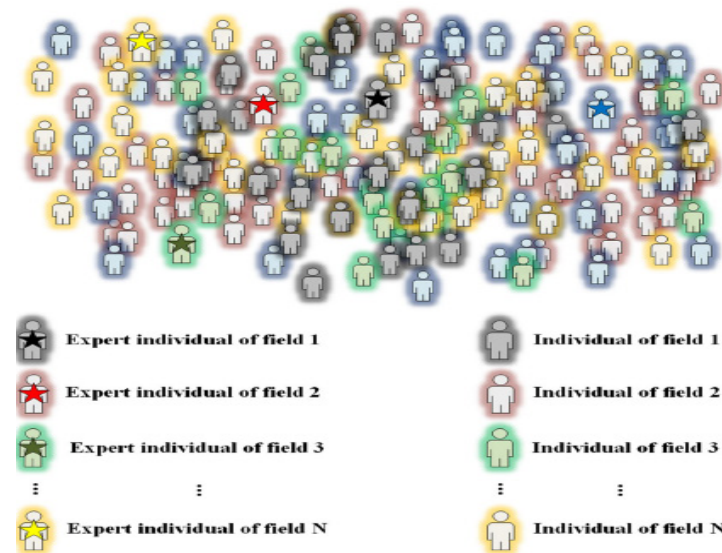 Expert individual of field 1
Individual of field 1
Expert individual of field 2
Individual of field 2
Expert individual of field 3
Individual of field 3
⋮ ⋮ ⋮ ⋮
Expert individual of field N
Individual of field N